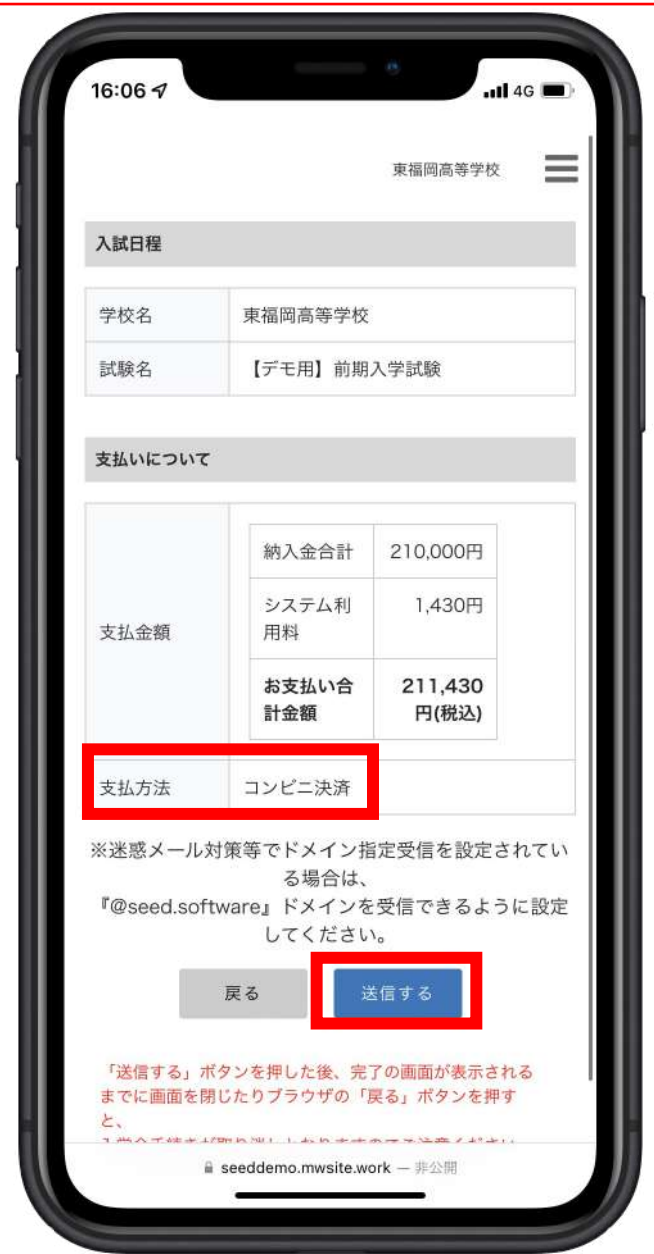 16:06
4G
東福岡高等学校
入試日程
学校名 東福岡高等学校
試験名 【デモ用】前期入学試験
支払いについて
支払金額
納入金合計 210,000円
システム利 1,430円
用料
お支払い合 211,430
計金額 円(税込)
支払方法 コンビニ決済
※迷惑メール対策等でドメイン指定受信を設定されてい
る場合は、
『@seed.software』ドメインを受信できるように設定
してください。
戻る 送信する
「送信する」ボタンを押した後、完了の画面が表示される
までに画面を閉じたりブラウザの「戻る」ボタンを押す
と、
seeddemo.mwsite.work — 非公開